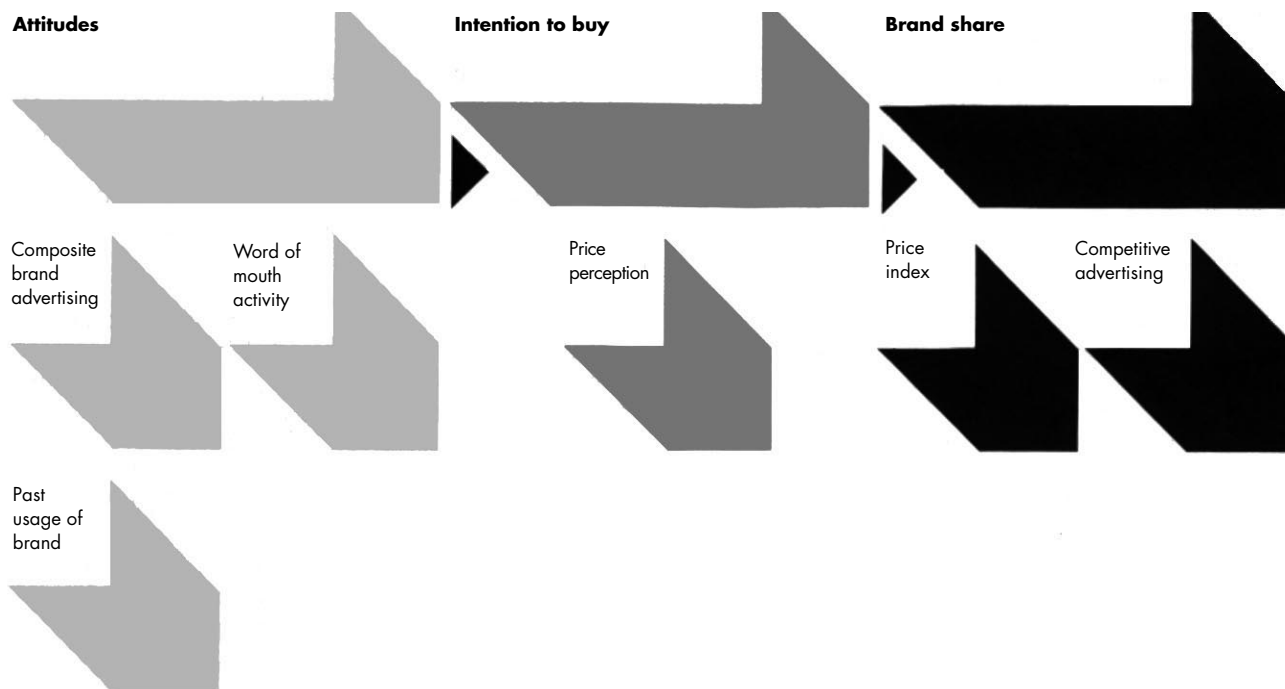 Attitudes
Intention to buy
Brand share
Composite
brand
advertising
Word of
mouth
activity
Price
perception
Price
index
Competitive
advertising
Past
usage of
brand